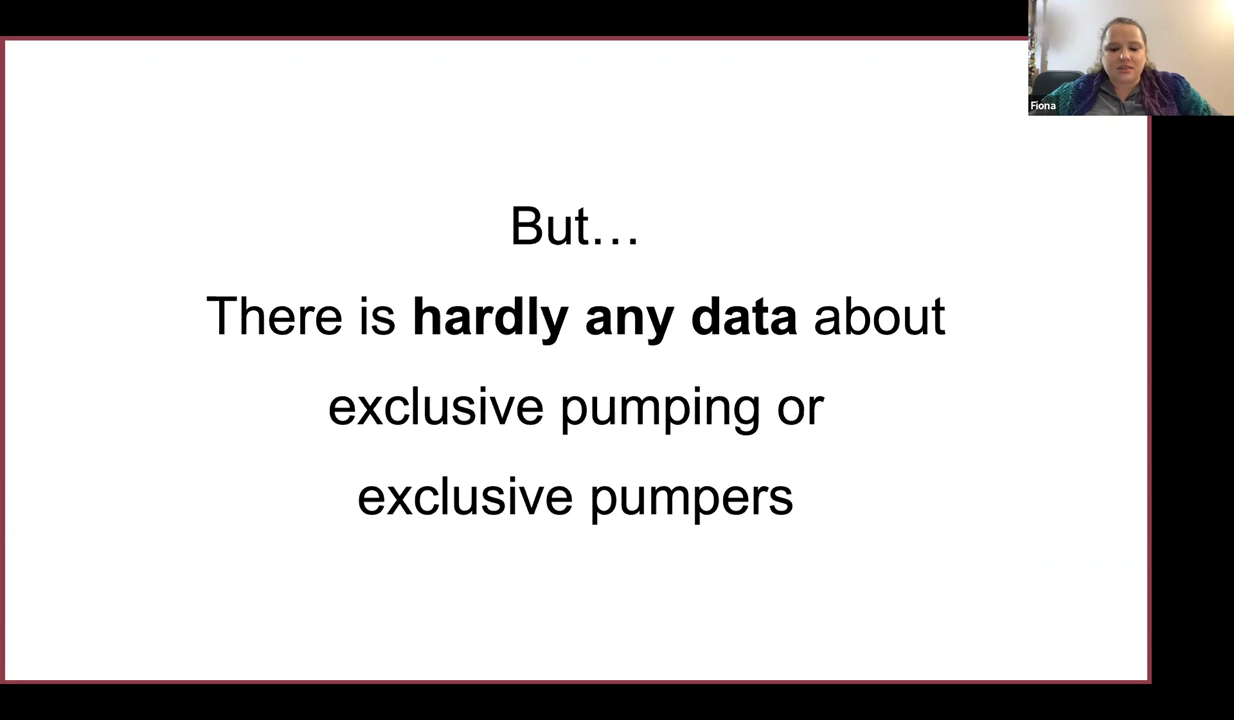 Fiona
But…
There is hardly any data about
exclusive pumping or
exclusive pumpers